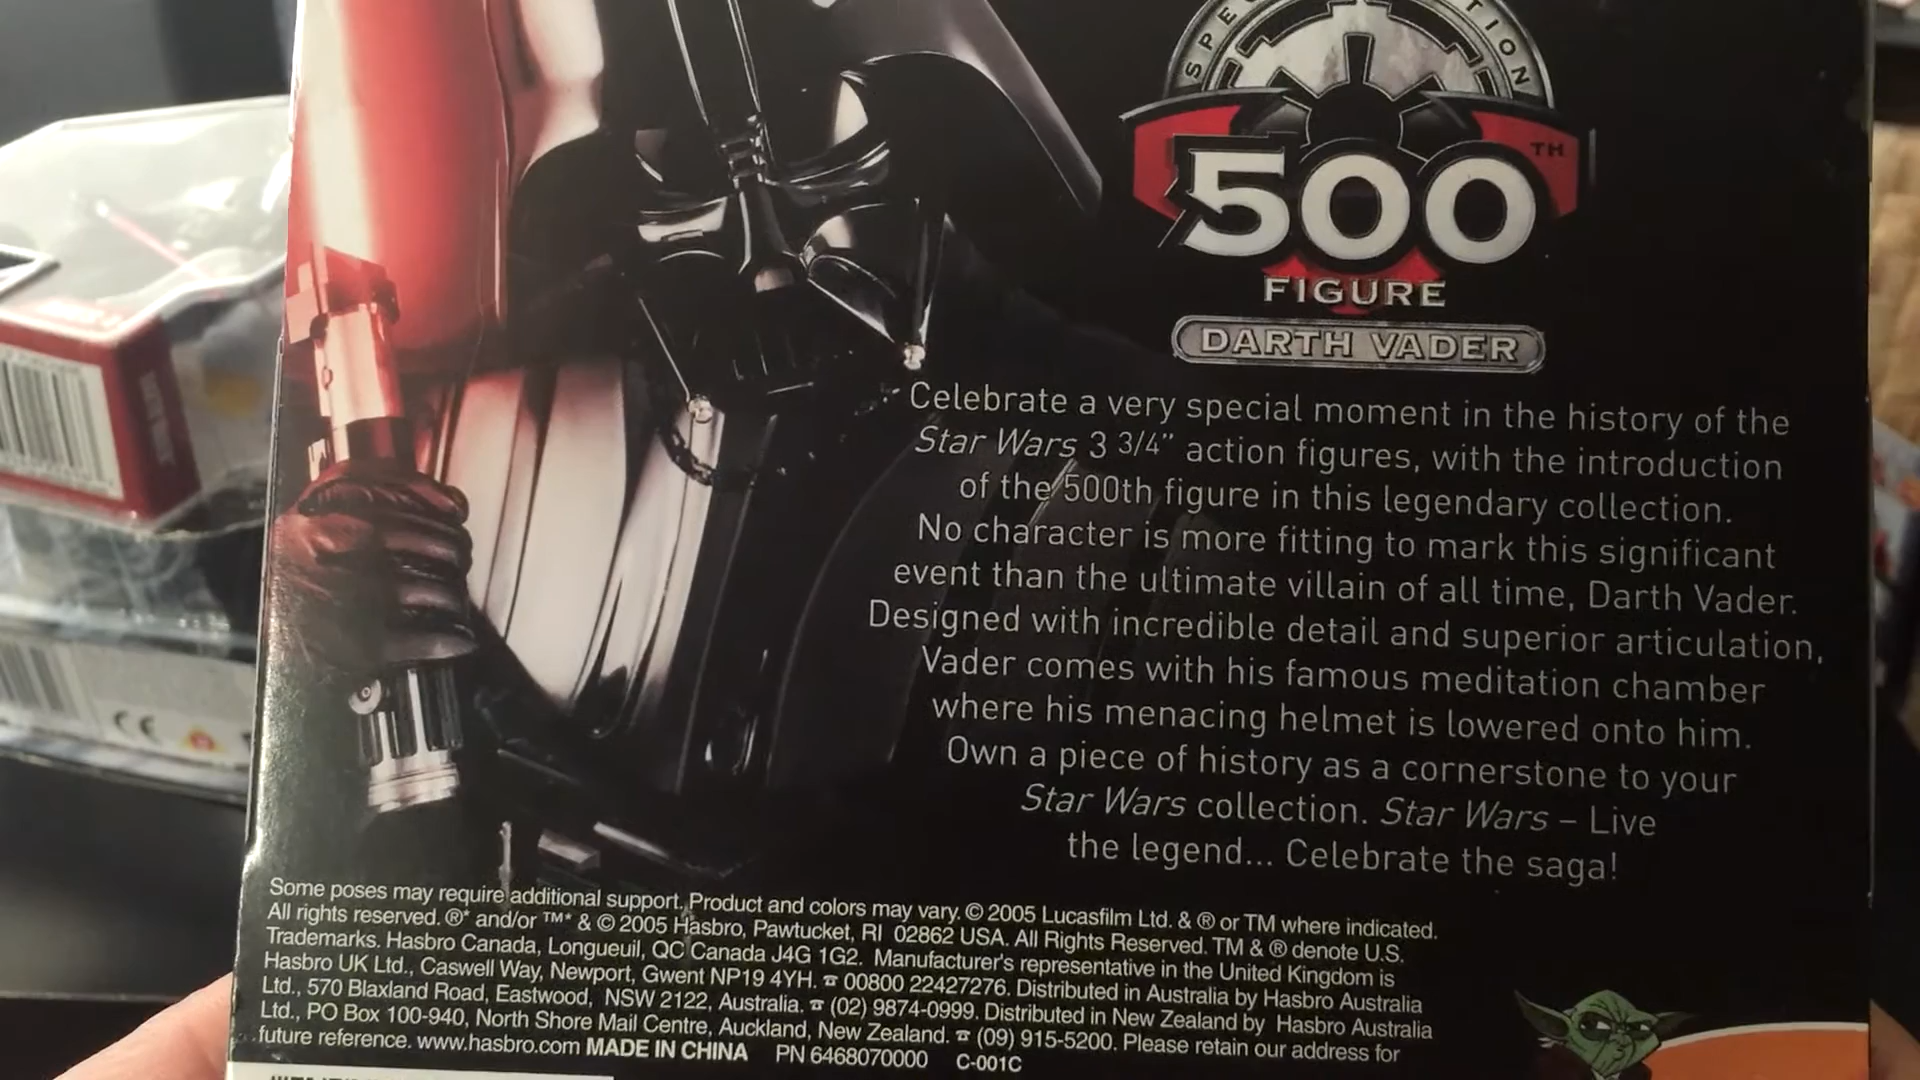 500TH
FIGURE
DARTH VADER
Celebrate a very special moment in the history of the
Star Wars 3 3/4" action figures, with the introduction
of the 500th figure in this legendary collection.
No character is more fitting to mark this significant
event than the ultimate villain of all time, Darth Vader.
Designed with incredible detail and superior articulation,
Vader comes with his famous meditation chamber
where his menacing helmet is lowered onto him.
Own a piece of history as a cornerstone to your
Star Wars collection. Star Wars – Live
the legend... Celebrate the saga!
Some poses may require additional support. Product and colors may vary. © 2005 Lucasfilm Ltd. & ® or TM where indicated.
All rights reserved. ®* and/or ™* & © 2005 Hasbro, Pawtucket, RI 02862 USA. All Rights Reserved. TM & ® denote U.S.
Trademarks. Hasbro Canada, Longueuil, QC Canada J4G 1G2. Manufacturer's representative in the United Kingdom is
Hasbro UK Ltd., Caswell Way, Newport, Gwent NP19 4YH. ☎ 00800 22427276. Distributed in Australia by Hasbro Australia
Ltd., 570 Blaxland Road, Eastwood, NSW 2122, Australia. ☎ (02) 9874-0999. Distributed in New Zealand by Hasbro Australia
Ltd., PO Box 100-940, North Shore Mail Centre, Auckland, New Zealand. ☎ (09) 915-5200. Please retain our address for
future reference. www.hasbro.com MADE IN CHINA PN 6468070000 C-001C